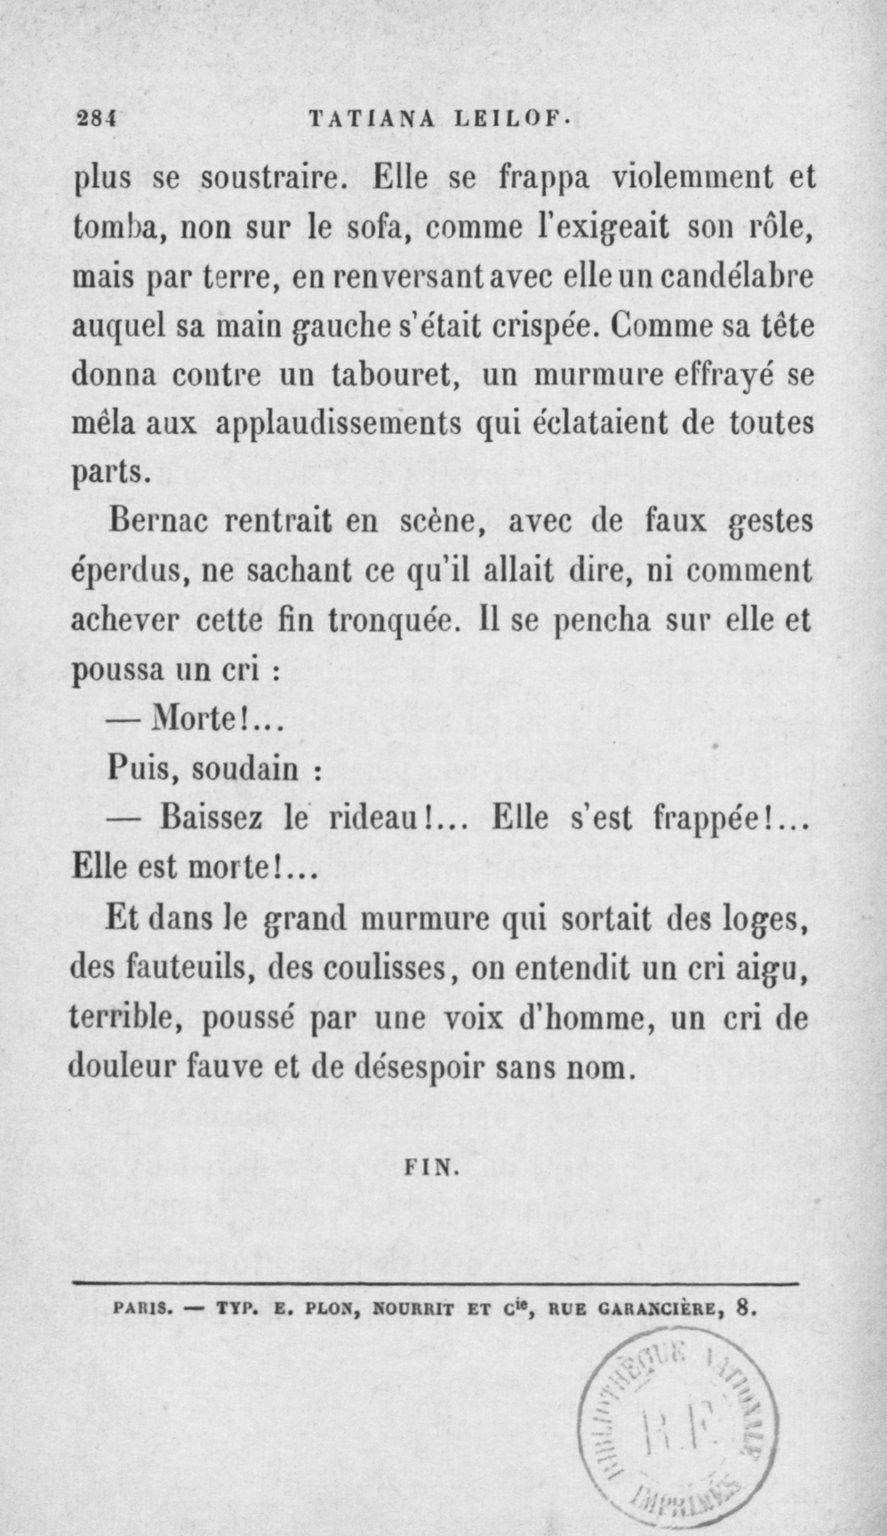 284 TATIANA LEILOF.
plus se soustraire. Elle se frappa violemment et
tomba, non sur le sofa, comme l'exigeait son rôle,
mais par terre, en renversant avec elle un candélabre
auquel sa main gauche s'était crispée. Comme sa tête
donna contre un tabouret, un murmure effrayé se
mêla aux applaudissements qui éclataient de toutes
parts.
Bernac rentrait en scène, avec de faux gestes
éperdus, ne sachant ce qu'il allait dire, ni comment
achever cette fin tronquée. Il se pencha sur elle et
poussa un cri :
— Morte!...
Puis, soudain :
— Baissez le rideau!... Elle s'est frappée!...
Elle est morte!...
Et dans le grand murmure qui sortait des loges,
des fauteuils, des coulisses, on entendit un cri aigu,
terrible, poussé par une voix d'homme, un cri de
douleur fauve et de désespoir sans nom.
FIN.
PARIS. — TYP. E. PLON, NOURRIT ET Cie, RUE GARANCIÈRE, 8.
BIBLIOTHÈQUE NATIONALE
R.F.
IMPRIMÉS